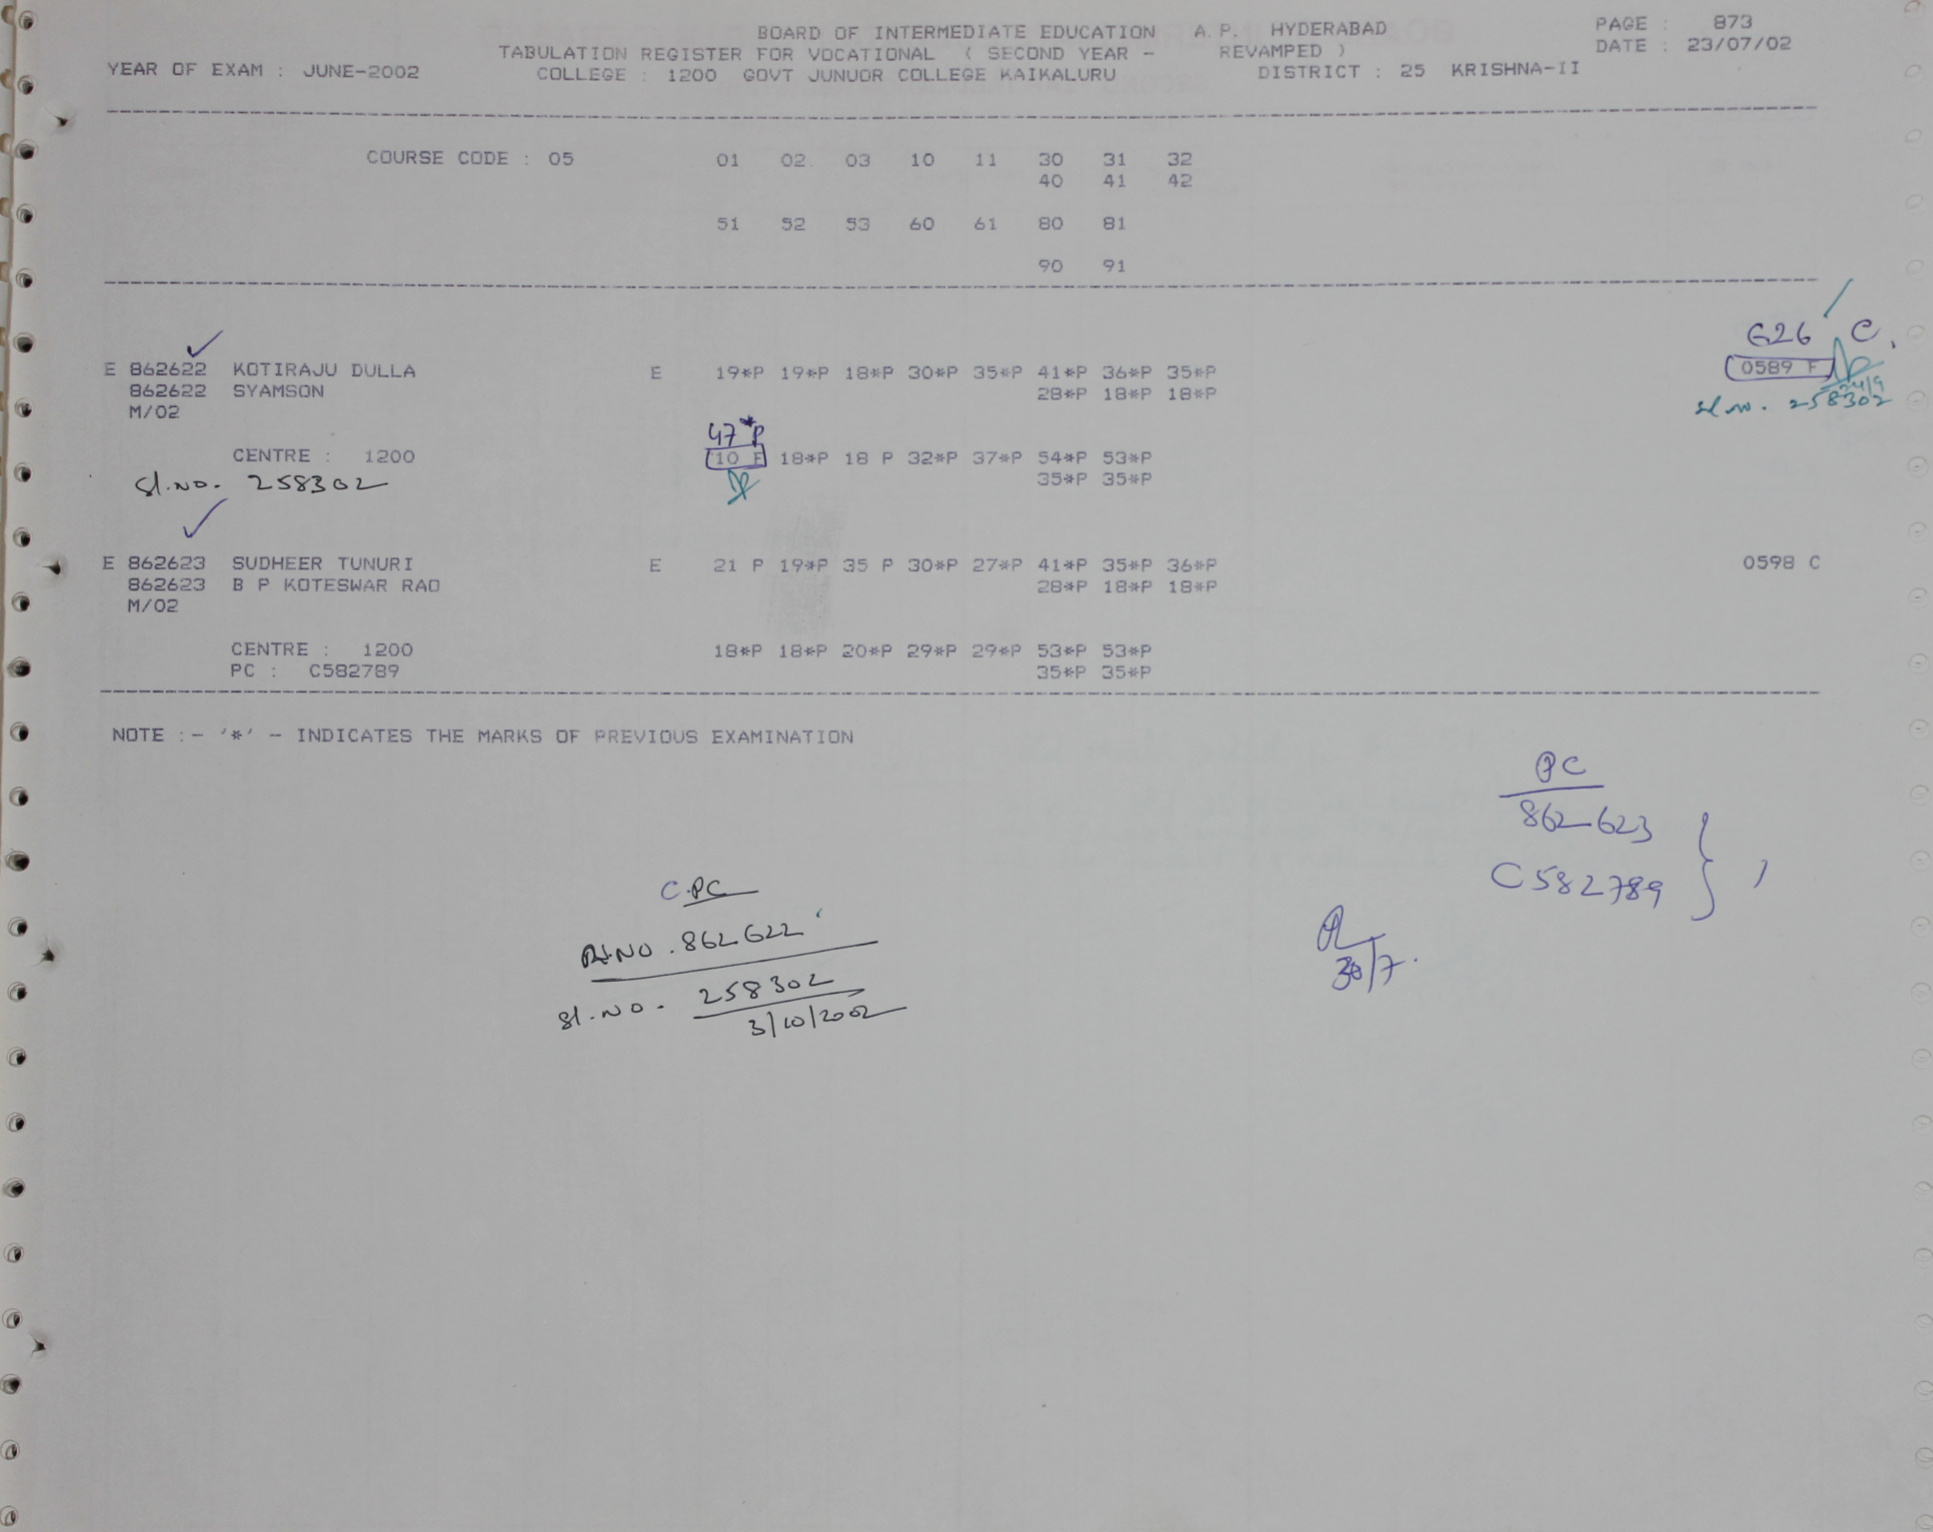 BOARD OF INTERMEDIATE EDUCATION A.P. HYDERABAD PAGE : 873
TABULATION REGISTER FOR VOCATIONAL ( SECOND YEAR - REVAMPED ) DATE : 23/07/02
YEAR OF EXAM : JUNE-2002 COLLEGE : 1200 GOVT JUNUOR COLLEGE KAIKALURU DISTRICT : 25 KRISHNA-II
COURSE CODE : 05 01 02 03 10 11 30 31 32
40 41 42
51 52 53 60 61 80 81
90 91
626 C.
E 862622 KOTIRAJU DULLA E 19*P 19*P 18*P 30*P 35*P 41*P 36*P 35*P 0589 F
24/9
862622 SYAMSON 28*P 18*P 18*P Sl.no. 258302
M/02
47*P
CENTRE : 1200 10 F 18*P 18 P 32*P 37*P 54*P 53*P
Sl.NO. 258302 35*P 35*P
E 862623 SUDHEER TUNURI E 21 P 19*P 35 P 30*P 27*P 41*P 35*P 36*P 0598 C
862623 B P KOTESWAR RAO 28*P 18*P 18*P
M/02
CENTRE : 1200 18*P 18*P 20*P 29*P 29*P 53*P 53*P
PC : C582789 35*P 35*P
NOTE :- '*' - INDICATES THE MARKS OF PREVIOUS EXAMINATION
PC
862623
C582789
C.PC
R.NO. 862622
30/7.
Sl.NO. 258302
3/10/2002